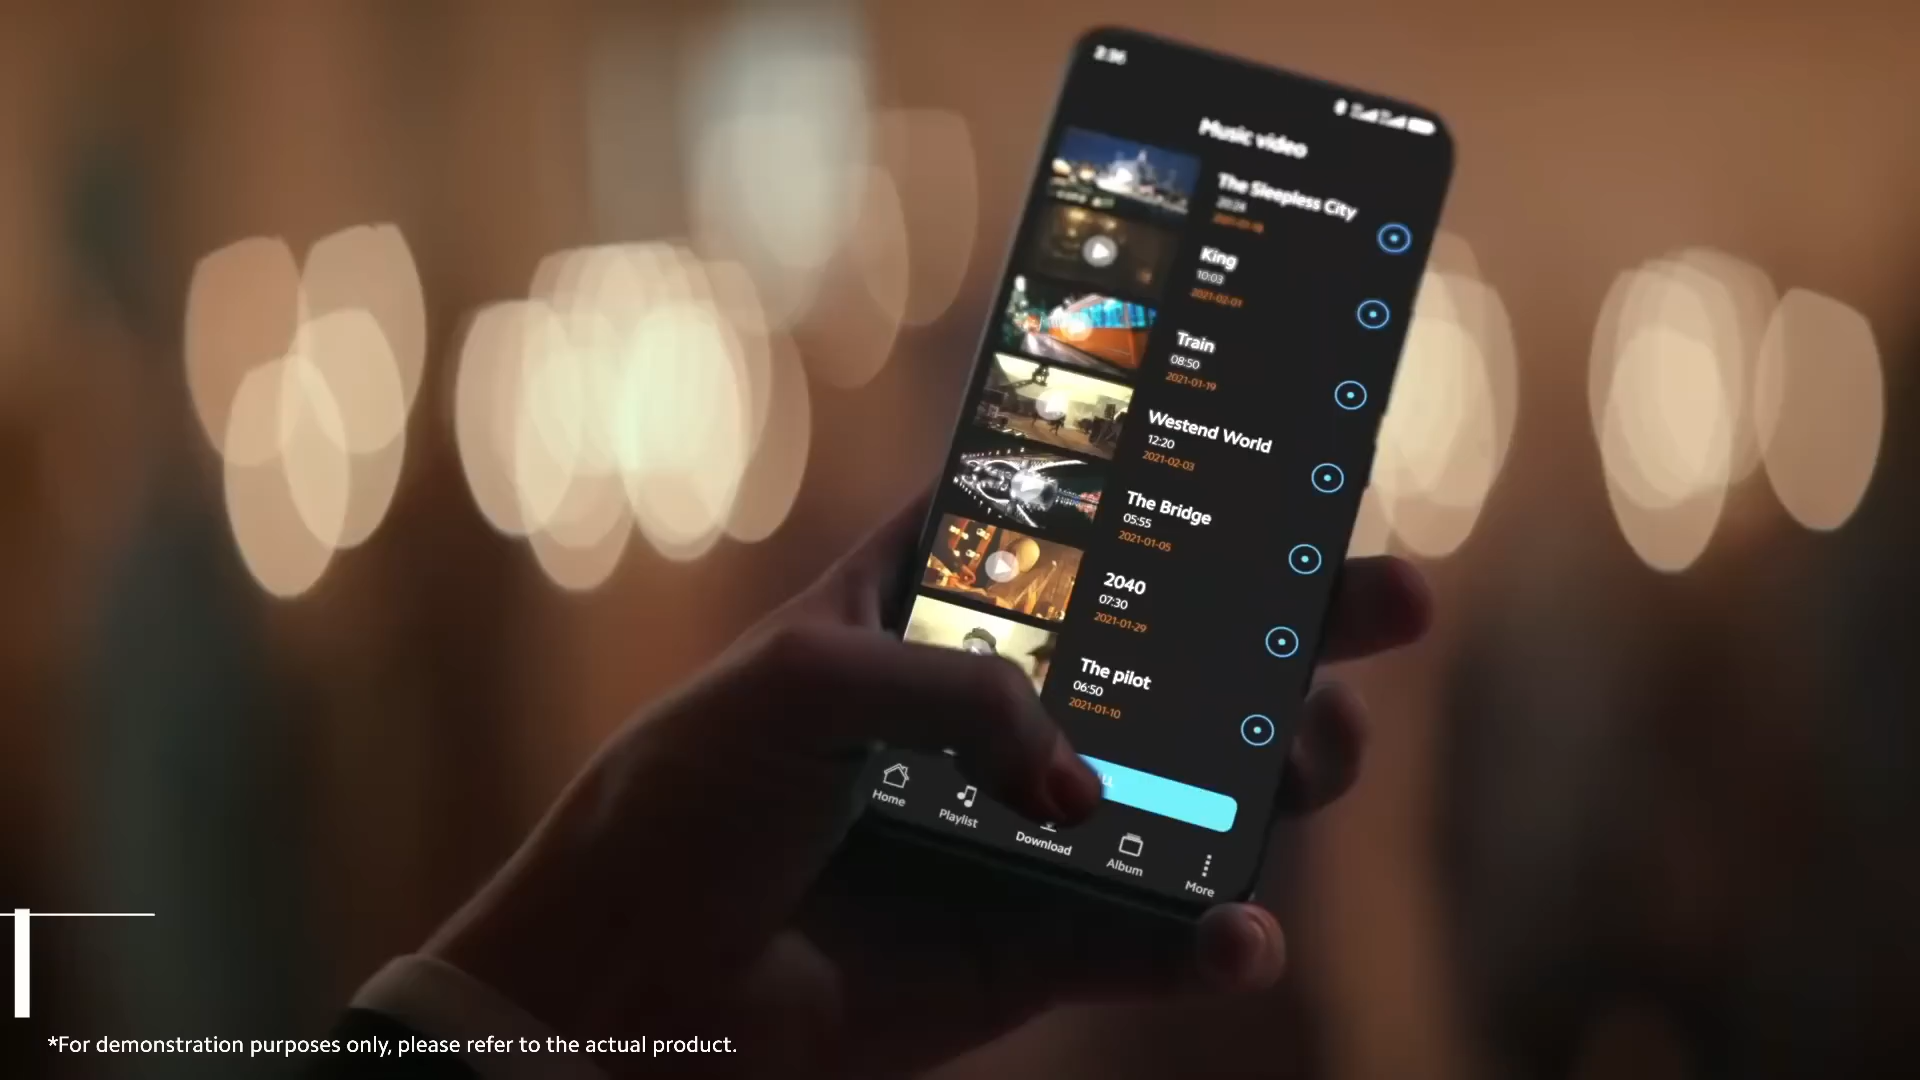 Music video
The Sleepless City
20:24
King
10:03
2021-02-01
Train
08:50
2021-01-19
Westend World
12:20
2021-02-03
The Bridge
05:55
2021-01-05
2040
07:30
2021-01-29
The pilot
06:50
2021-01-10
Home
Playlist
Download
Album
More
*For demonstration purposes only, please refer to the actual product.